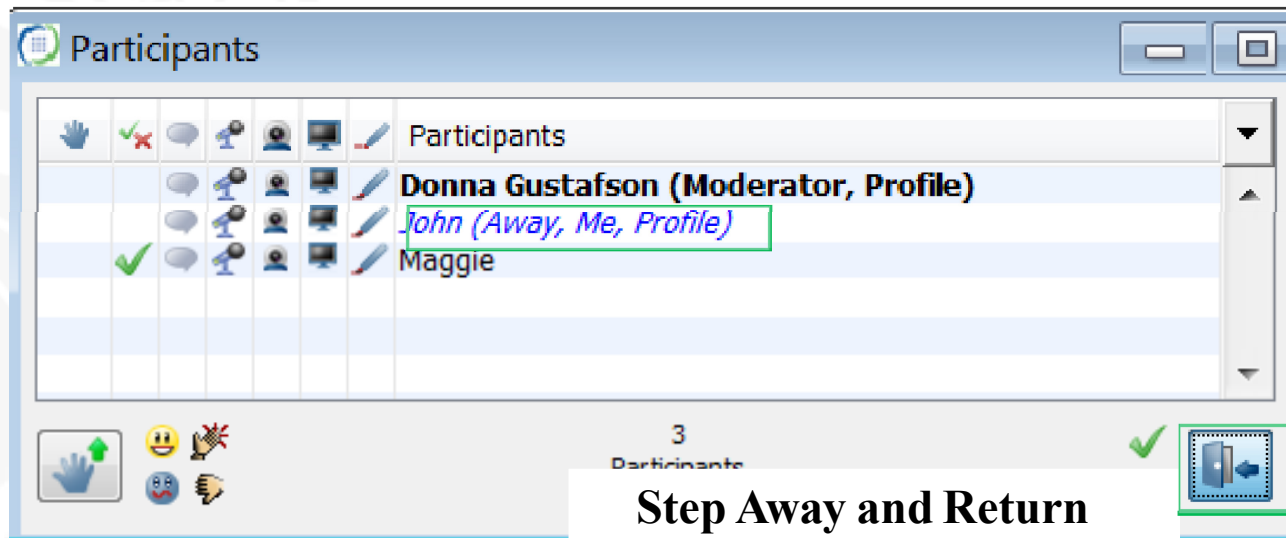 Participants
Participants
Donna Gustafson (Moderator, Profile)
John (Away, Me, Profile)
Maggie
3
Participants
Step Away and Return